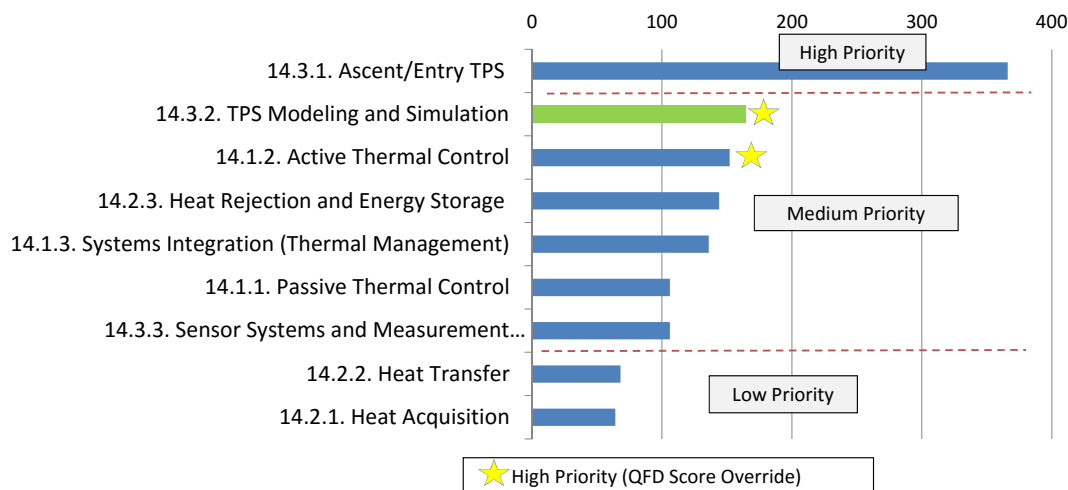 0 100 200 300 400
High Priority
14.3.1. Ascent/Entry TPS
14.3.2. TPS Modeling and Simulation
14.1.2. Active Thermal Control
14.2.3. Heat Rejection and Energy Storage
Medium Priority
14.1.3. Systems Integration (Thermal Management)
14.1.1. Passive Thermal Control
14.3.3. Sensor Systems and Measurement…
14.2.2. Heat Transfer
Low Priority
14.2.1. Heat Acquisition
High Priority (QFD Score Override)